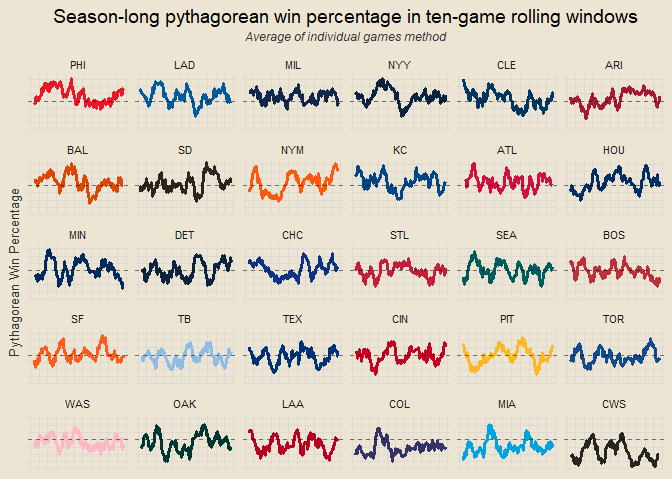 Season-long pythagorean win percentage in ten-game rolling windows
Average of individual games method
Pythagorean Win Percentage
PHI LAD MIL NYY CLE ARI
BAL SD NYM KC ATL HOU
MIN DET CHC STL SEA BOS
SF TB TEX CIN PIT TOR
WAS OAK LAA COL MIA CWS